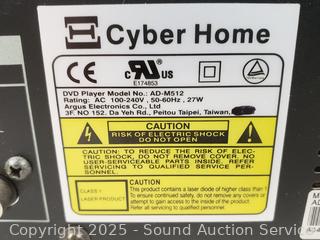 Cyber Home
CE
c UL us
E174853
DVD Player Model No.: AD-M512
Rating: AC 100-240V , 50-60Hz , 27W
Argus Electronics Co., Ltd
3F. NO 152. Da Yeh Rd., Peitou Taipei, Taiwan,
CAUTION
RISK OF ELECTRIC SHOCK
DO NOT OPEN
CAUTION: TO REDUCE THE RISK OF ELEC-
TRIC SHOCK, DO NOT REMOVE COVER. NO
USER-SERVICEABLE PARTS INSIDE. REFER
SERVICING TO QUALIFIED SERVICE PER-
SONNEL.
CLASS 1
LASER PRODUCT
CAUTION
This product contains a laser diode of higher class than 1.
To ensure continued safety, do not remove any covers
or attempt to gain access to the inside of the product.
Refer all servicing to qualified personnel.
Copyright 2025 - Sound Auction Service - Copyright 2025